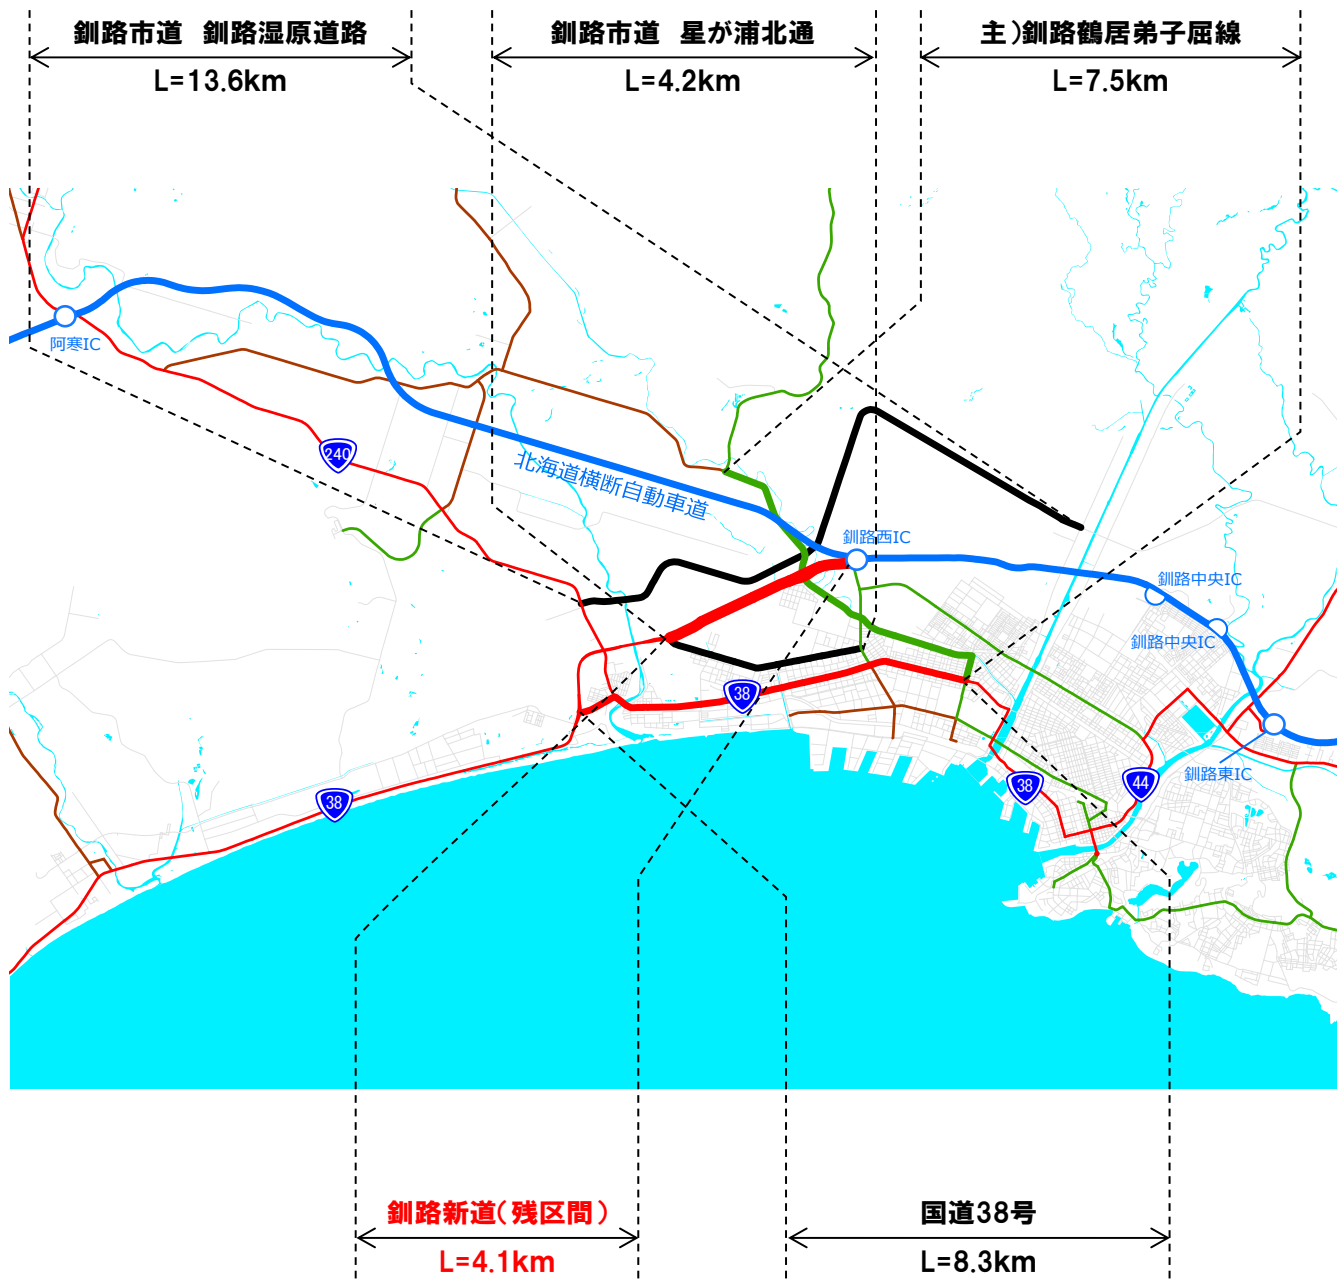 釧路市道 釧路湿原道路
L=13.6km
釧路市道 星が浦北通
L=4.2km
主)釧路鶴居弟子屈線
L=7.5km
阿寒IC
240
北海道横断自動車道
釧路西IC
釧路中央IC
釧路中央IC
38
釧路東IC
38
38
44
釧路新道(残区間)
L=4.1km
国道38号
L=8.3km